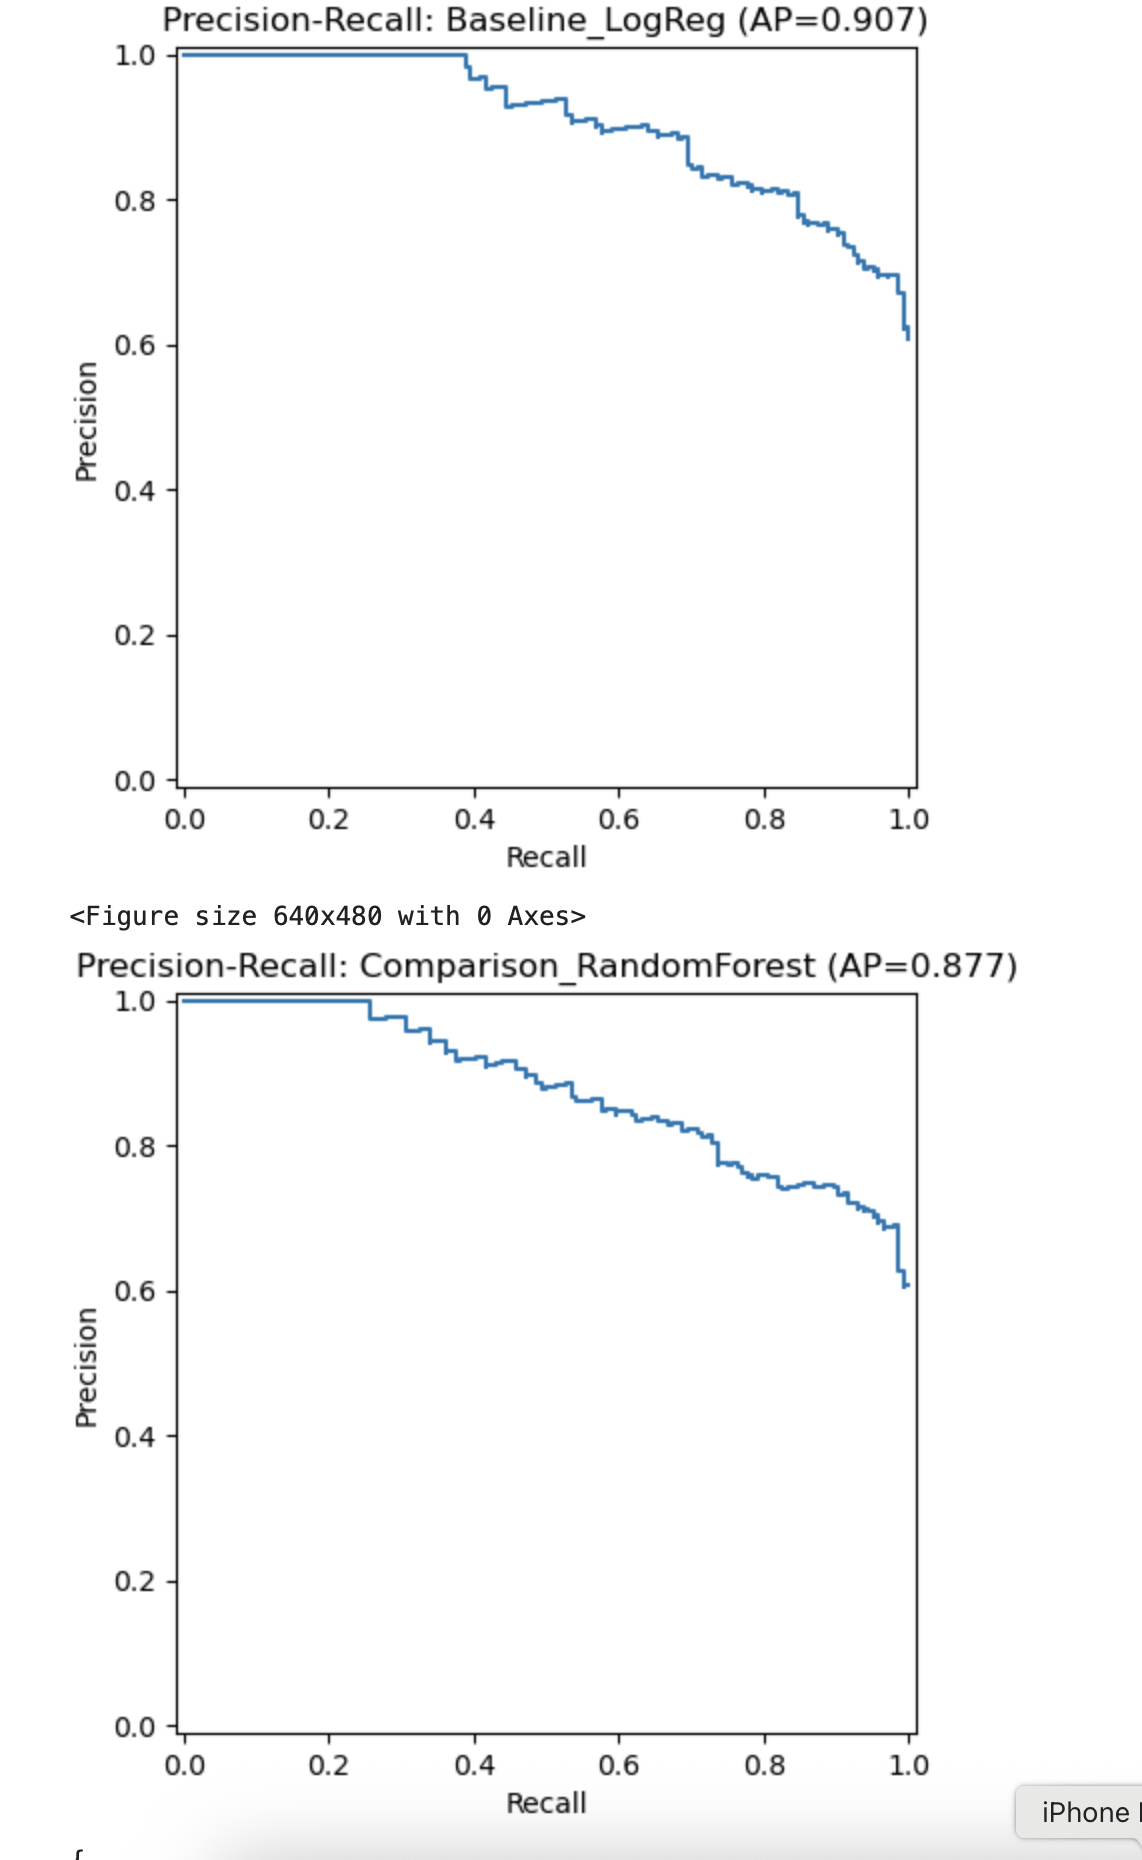 Precision-Recall: Baseline_LogReg (AP=0.907)
1.0
0.8
0.6
0.4
0.2
0.0
Precision
0.0 0.2 0.4 0.6 0.8 1.0
Recall
<Figure size 640x480 with 0 Axes>
Precision-Recall: Comparison_RandomForest (AP=0.877)
1.0
0.8
0.6
0.4
0.2
0.0
Precision
0.0 0.2 0.4 0.6 0.8 1.0
Recall
iPhone
{